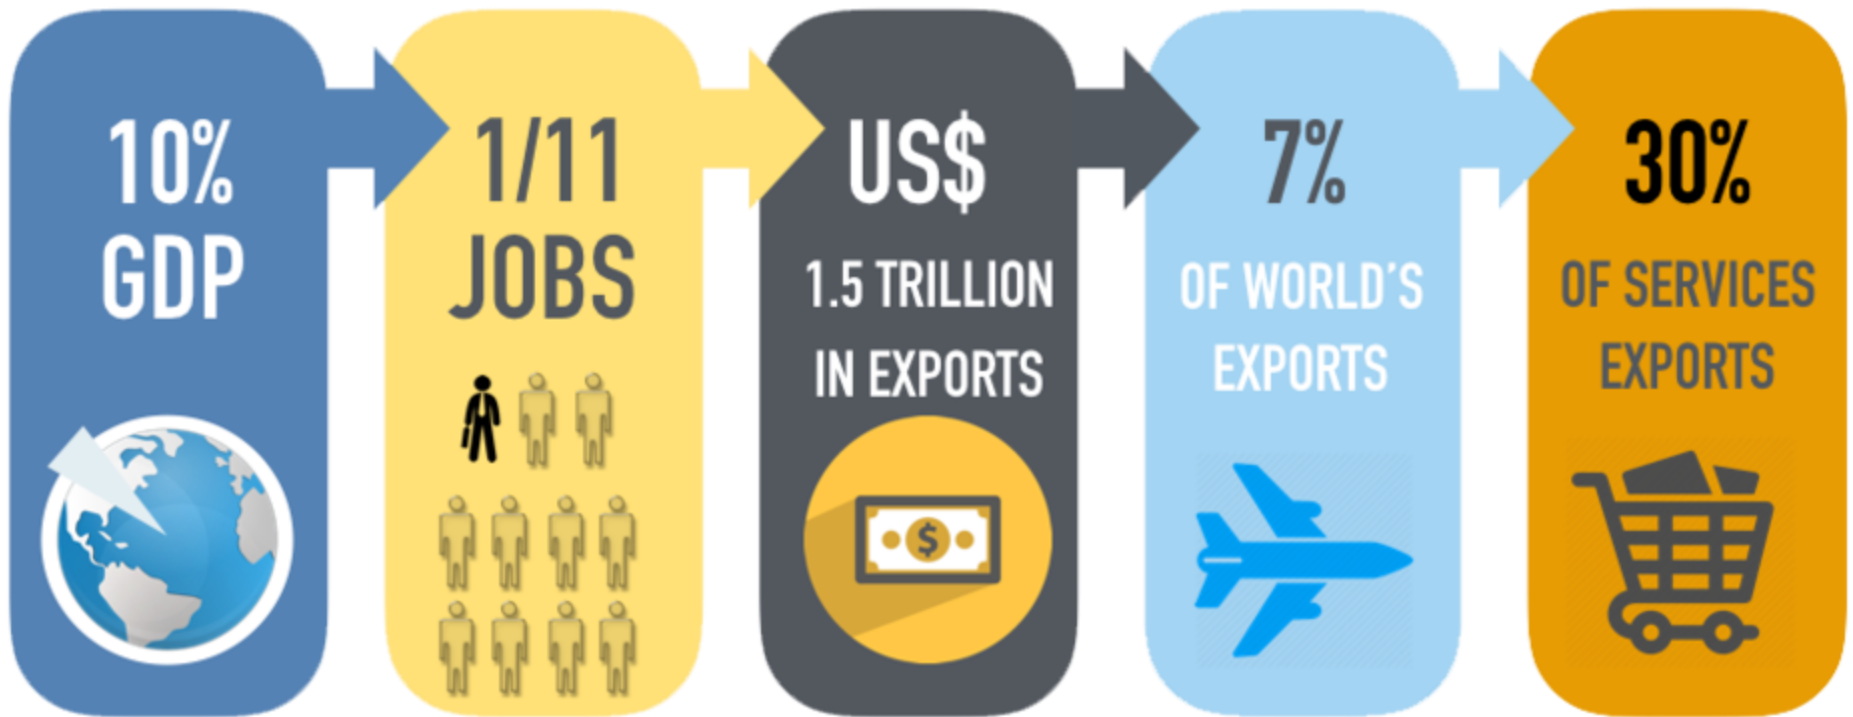 10%
GDP
1/11
JOBS
US$
1.5 TRILLION
IN EXPORTS
$
7%
OF WORLD'S
EXPORTS
30%
OF SERVICES
EXPORTS